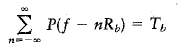 ∞
∑ P(f − nR_b) = T_b
n=−∞